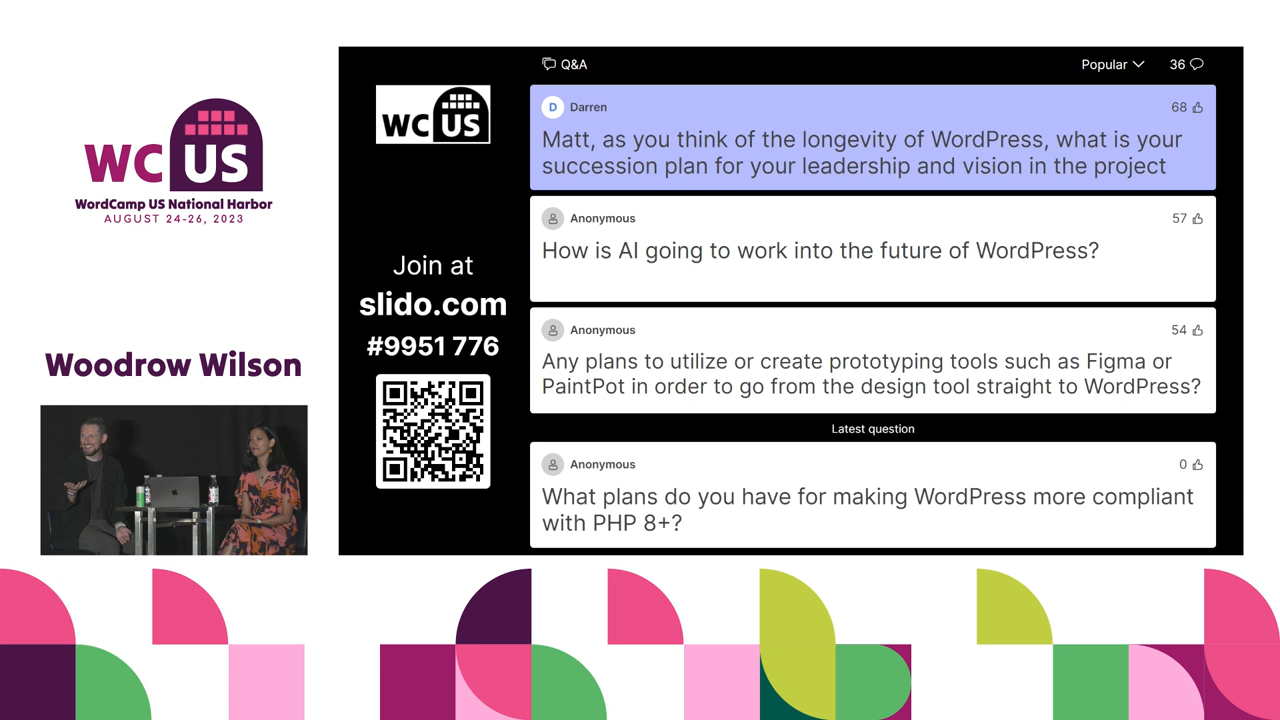 WC US
WordCamp US National Harbor
AUGUST 24-26, 2023
Woodrow Wilson
WC US
Join at
slido.com
#9951 776
Q&A
Popular 36
D Darren 68
Matt, as you think of the longevity of WordPress, what is your
succession plan for your leadership and vision in the project
Anonymous 57
How is AI going to work into the future of WordPress?
Anonymous 54
Any plans to utilize or create prototyping tools such as Figma or
PaintPot in order to go from the design tool straight to WordPress?
Latest question
Anonymous 0
What plans do you have for making WordPress more compliant
with PHP 8+?